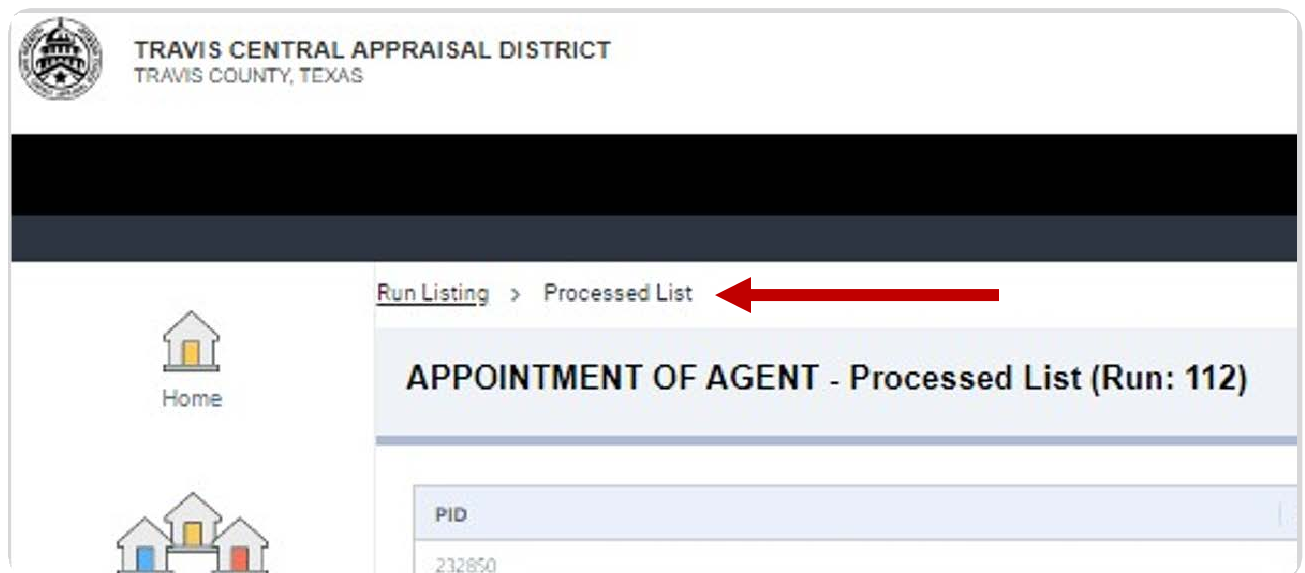 TRAVIS CENTRAL APPRAISAL DISTRICT
TRAVIS COUNTY, TEXAS
Run Listing > Processed List
Home
APPOINTMENT OF AGENT - Processed List (Run: 112)
PID
232850